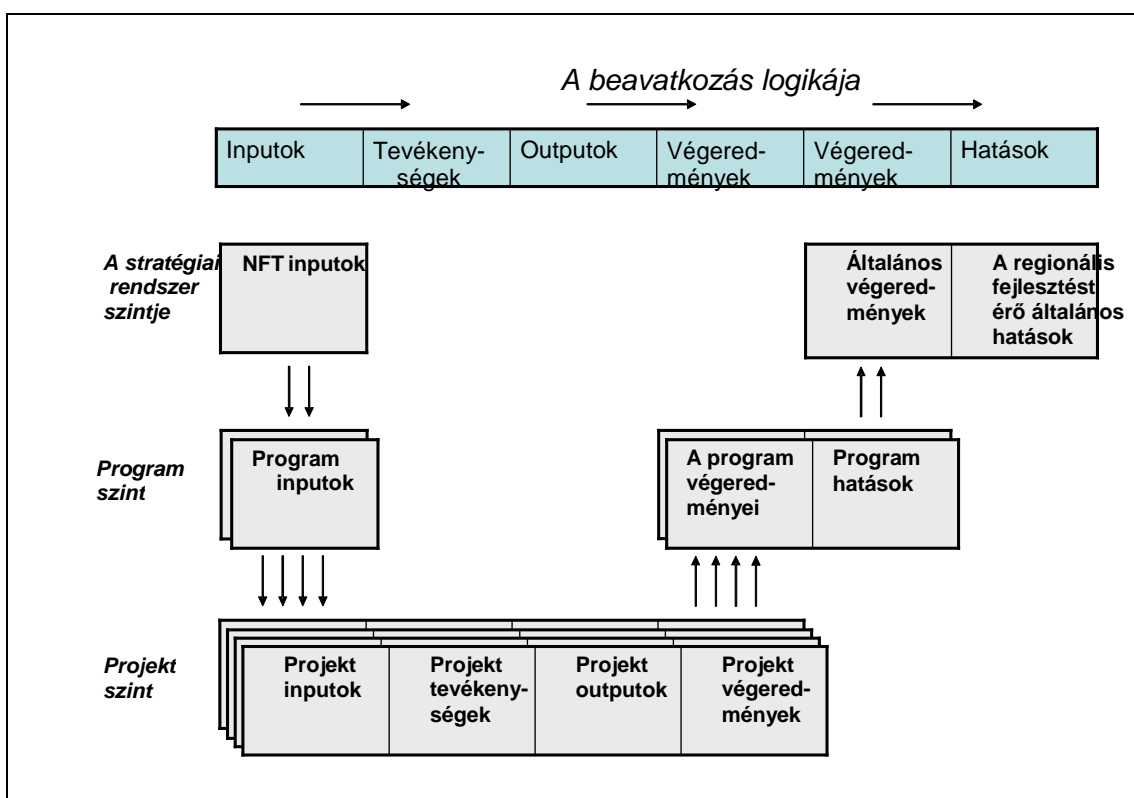 A beavatkozás logikája
Inputok
Tevékeny-
ségek
Outputok
Végered-
mények
Végered-
mények
Hatások
A stratégiai
rendszer
szintje
NFT inputok
Általános
végered-
mények
A regionális
fejlesztést
érő általános
hatások
Program
szint
Program
inputok
A program
végered-
ményei
Program
hatások
Projekt
szint
Projekt
inputok
Projekt
tevékeny-
ségek
Projekt
outputok
Projekt
végered-
mények